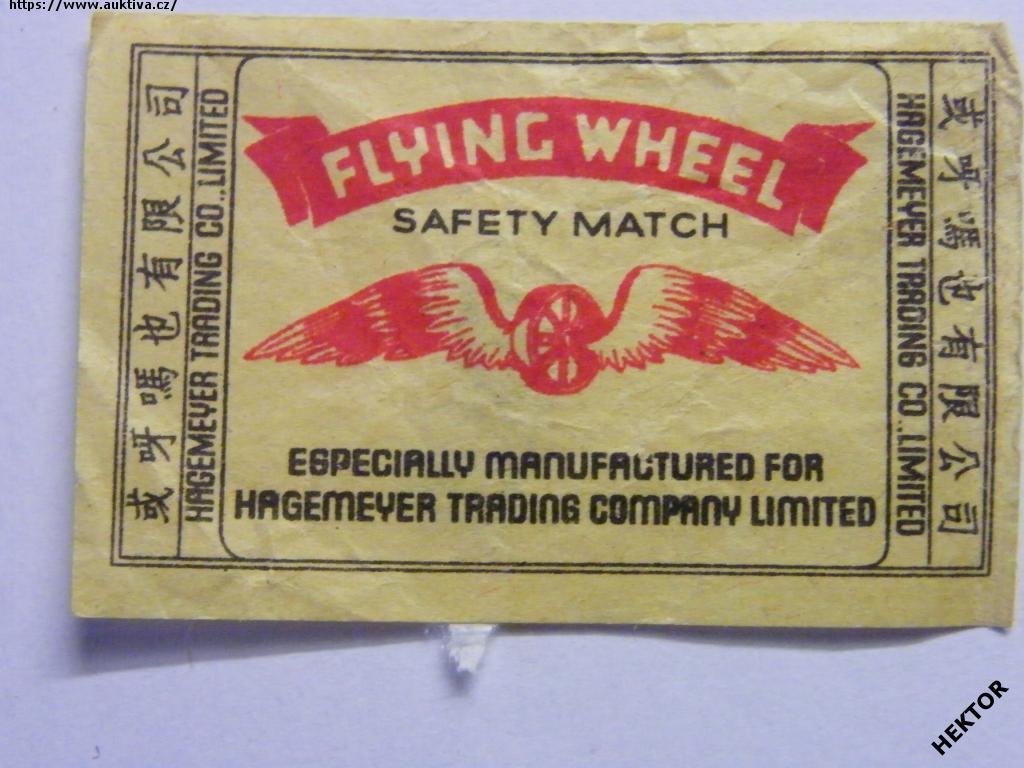 https://www.auktiva.cz/
或呀嗎也有限公司
HAGEMEYER TRADING CO., LIMITED
FLYING WHEEL
SAFETY MATCH
ESPECIALLY MANUFACTURED FOR
HAGEMEYER TRADING COMPANY LIMITED
HAGEMEYER TRADING CO., LIMITED
或呀嗎也有限公司
HEKTOR